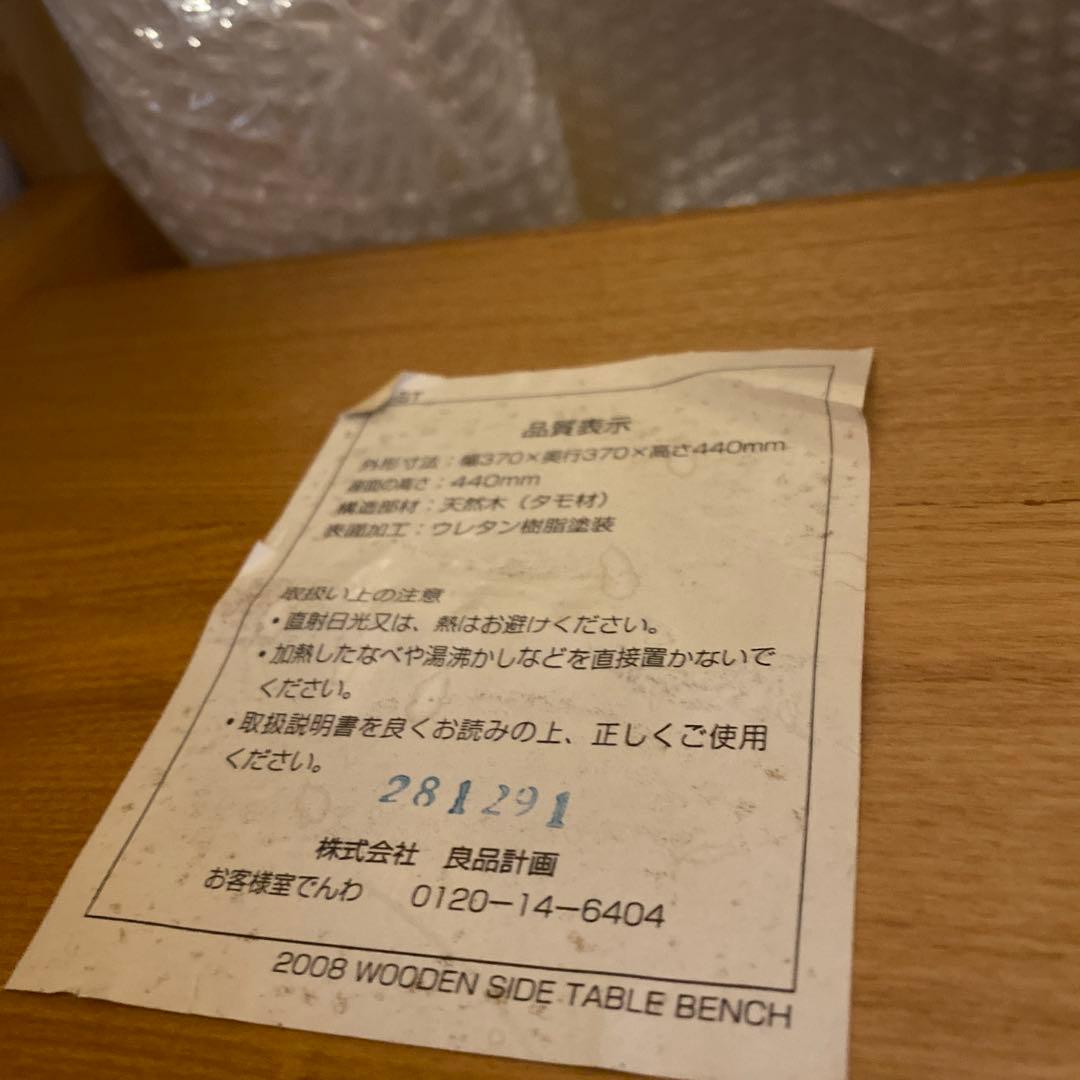 ST
品質表示
外形寸法：幅370×奥行370×高さ440mm
座面の高さ：440mm
構造部材：天然木（タモ材）
表面加工：ウレタン樹脂塗装
取扱い上の注意
・直射日光又は、熱はお避けください。
・加熱したなべや湯沸かしなどを直接置かないで
ください。
・取扱説明書を良くお読みの上、正しくご使用
ください。
281291
株式会社　良品計画
お客様室でんわ　0120－14－6404
2008 WOODEN SIDE TABLE BENCH